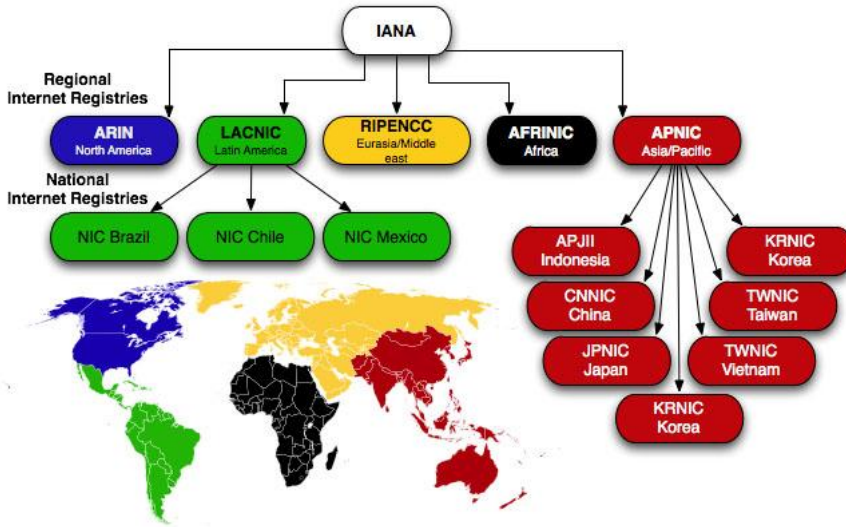 IANA
Regional
Internet Registries
ARIN
North America
LACNIC
Latin America
RIPENCC
Eurasia/Middle
east
AFRINIC
Africa
APNIC
Asia/Pacific
National
Internet Registries
NIC Brazil
NIC Chile
NIC Mexico
APJII
Indonesia
KRNIC
Korea
CNNIC
China
TWNIC
Taiwan
JPNIC
Japan
TWNIC
Vietnam
KRNIC
Korea